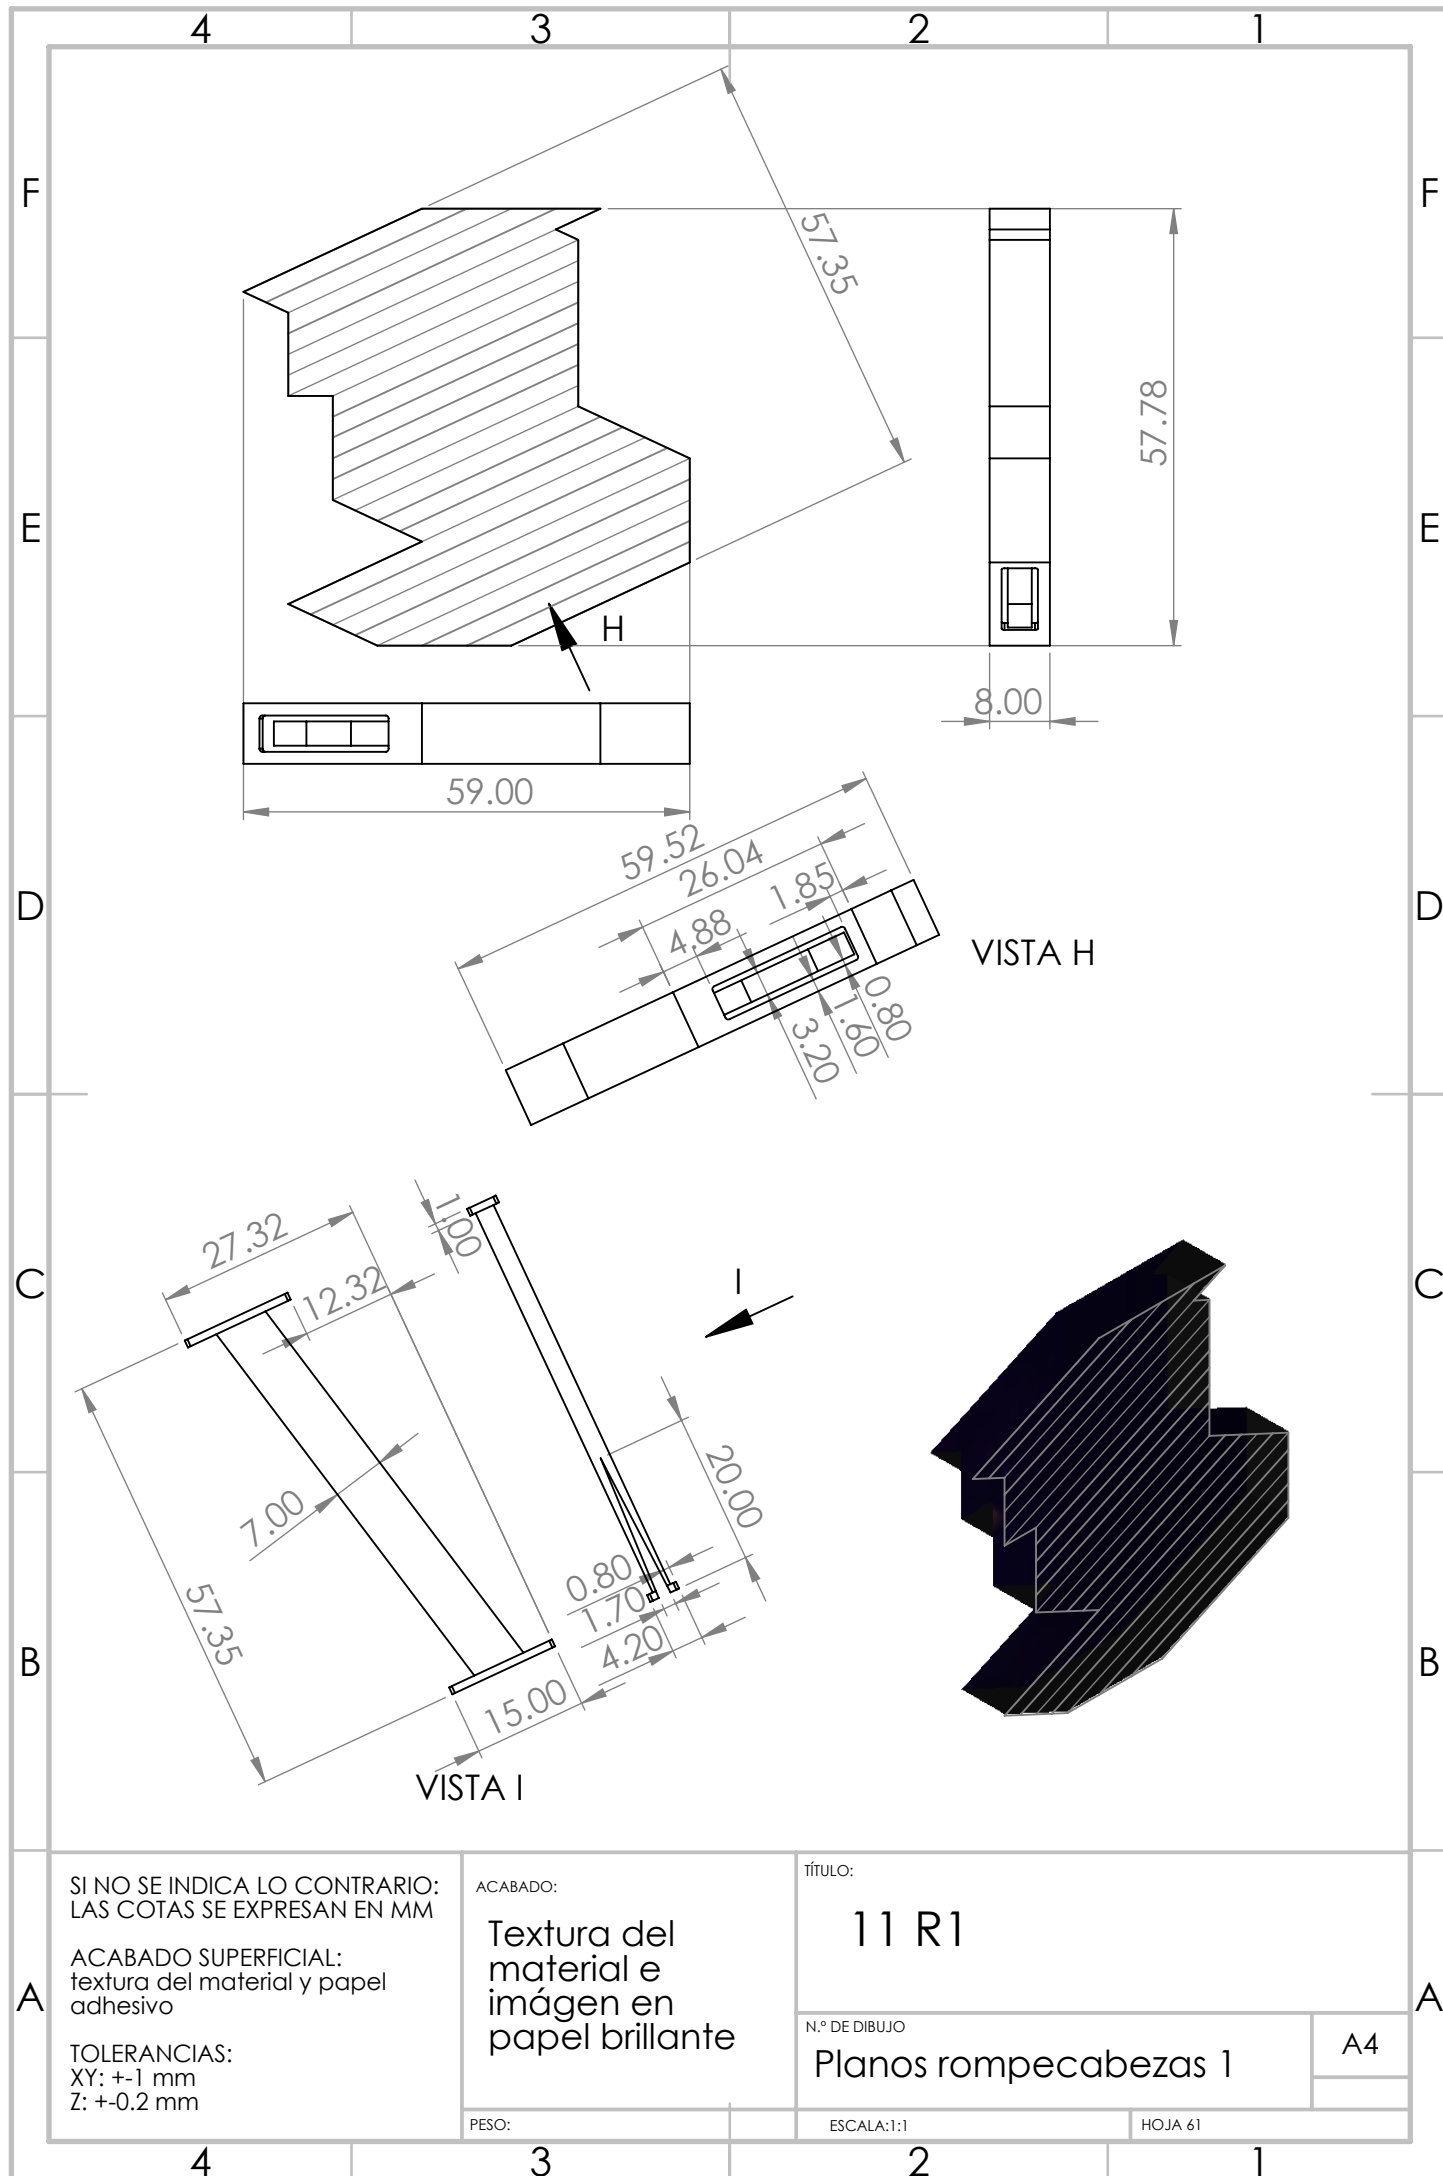 4 3 2 1
F F
57.35
57.78
E E
H
8.00
59.00
59.52
26.04
1.85
4.88
D D
VISTA H
0.80
1.60
3.20
1.00
27.32
12.32
I
C C
20.00
7.00
0.80
1.70
4.20
57.35
15.00
B B
VISTA I
SI NO SE INDICA LO CONTRARIO:
LAS COTAS SE EXPRESAN EN MM
ACABADO SUPERFICIAL:
textura del material y papel
adhesivo
TOLERANCIAS:
XY: +-1 mm
Z: +-0.2 mm
ACABADO:
Textura del
material e
imágen en
papel brillante
PESO:
TÍTULO:
11 R1
N.º DE DIBUJO
Planos rompecabezas 1
A4
ESCALA:1:1
HOJA 61
A A
4 3 2 1